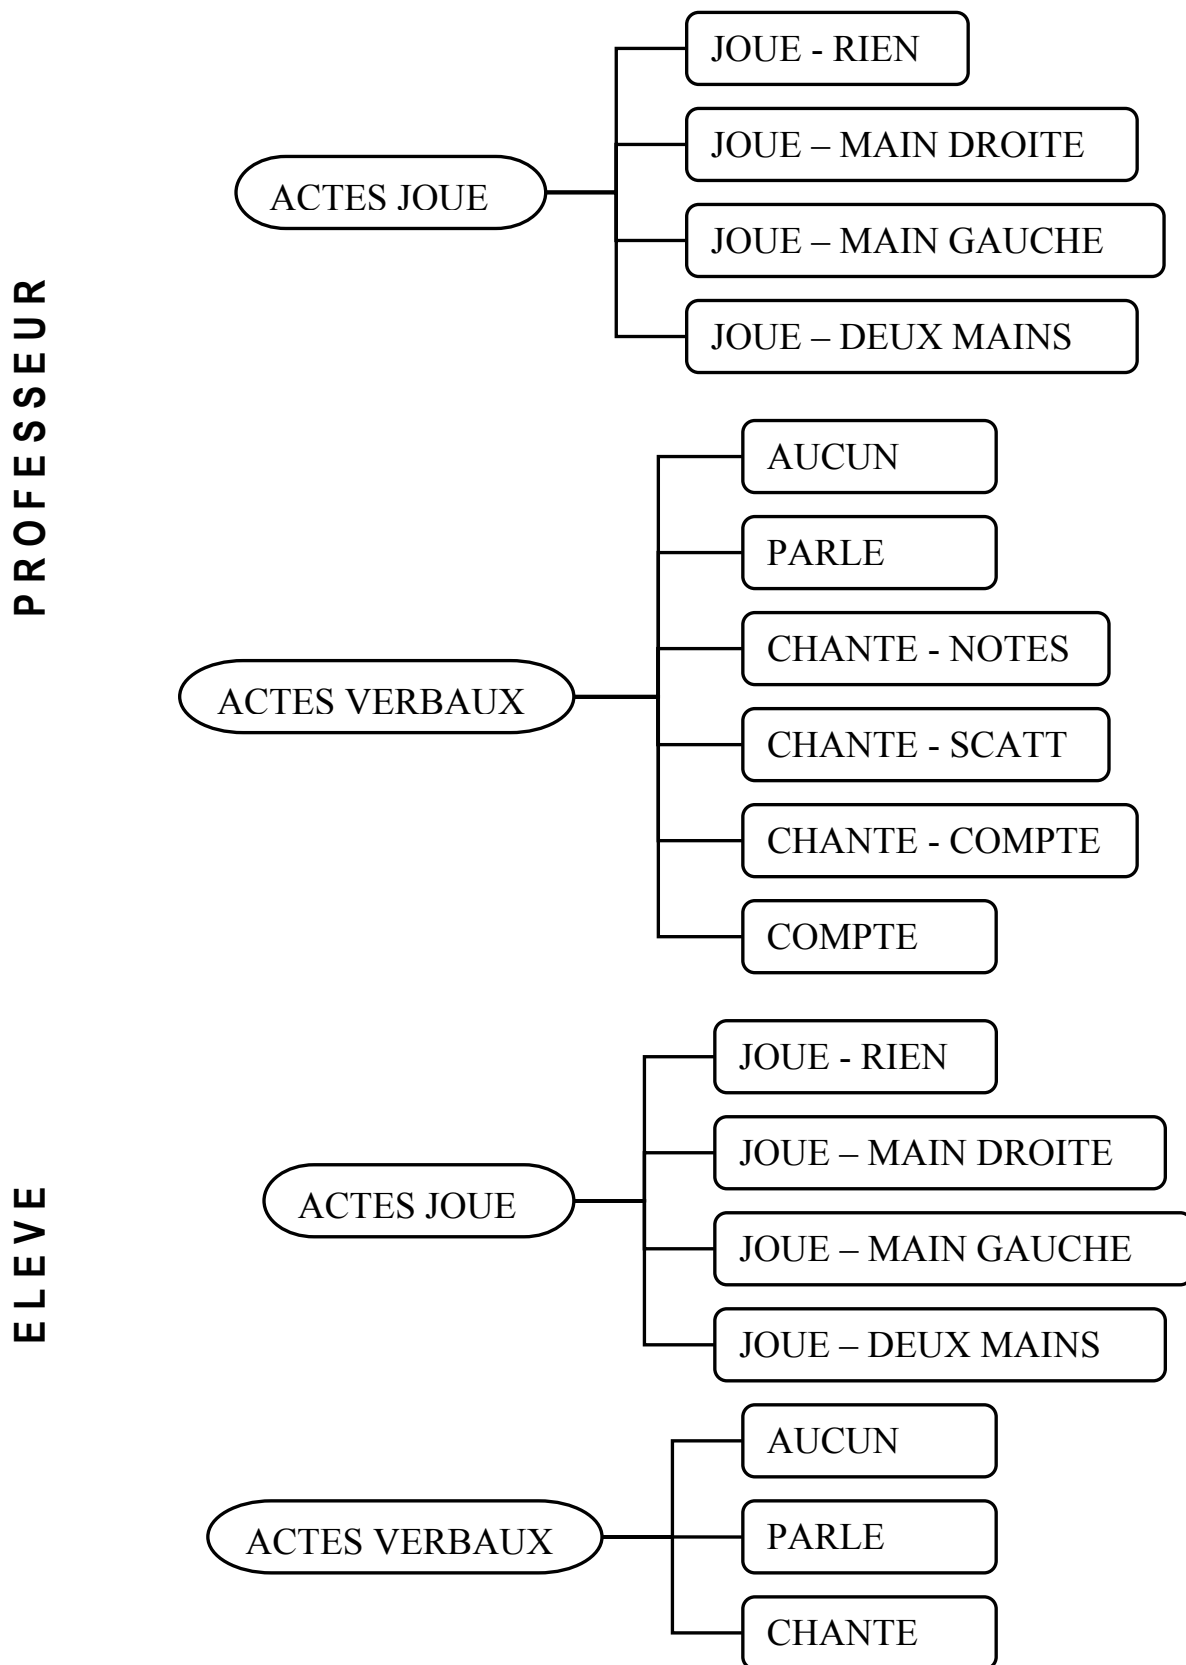 PROFESSEUR
ACTES JOUE
JOUE - RIEN
JOUE – MAIN DROITE
JOUE – MAIN GAUCHE
JOUE – DEUX MAINS
ACTES VERBAUX
AUCUN
PARLE
CHANTE - NOTES
CHANTE - SCATT
CHANTE - COMPTE
COMPTE
ELEVE
ACTES JOUE
JOUE - RIEN
JOUE – MAIN DROITE
JOUE – MAIN GAUCHE
JOUE – DEUX MAINS
ACTES VERBAUX
AUCUN
PARLE
CHANTE